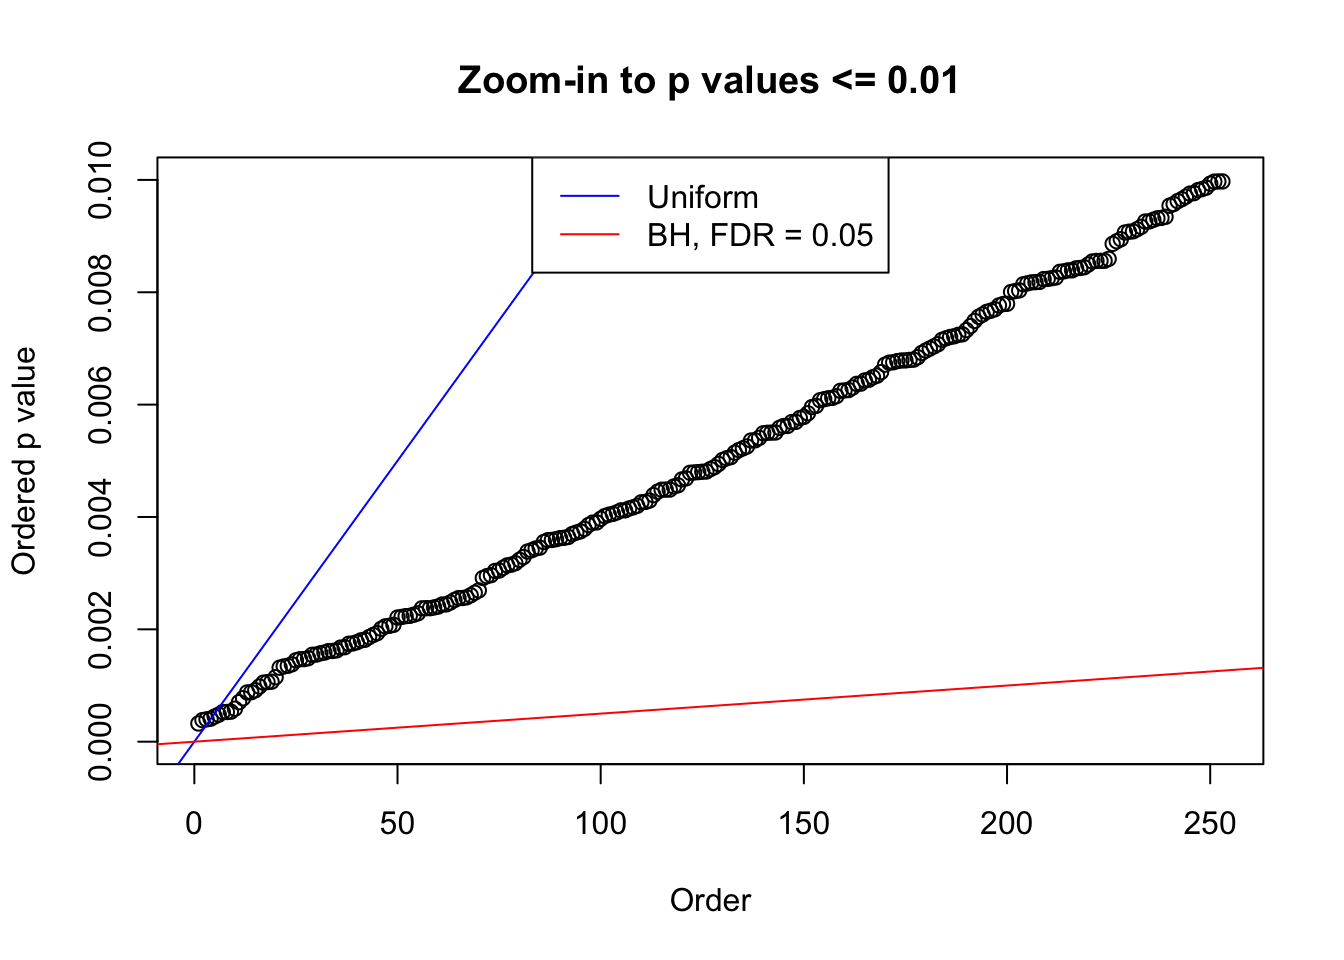 Zoom-in to p values <= 0.01
Uniform
BH, FDR = 0.05
Ordered p value
0.010
0.008
0.006
0.004
0.002
0.000
0 50 100 150 200 250
Order